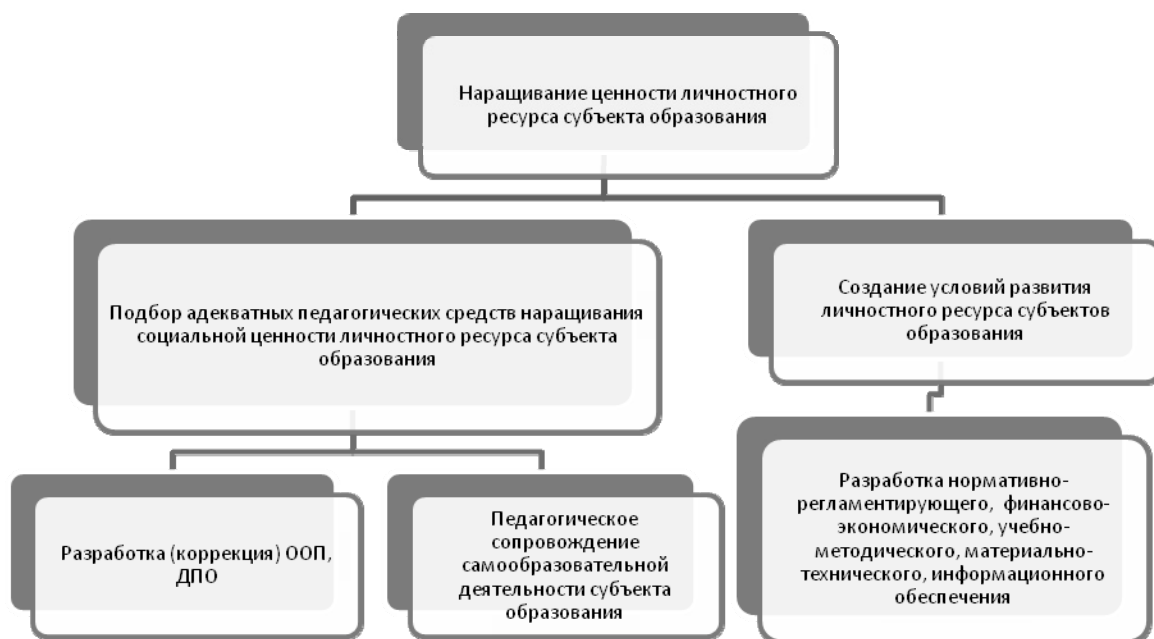 Наращивание ценности личностного
ресурса субъекта образования
Подбор адекватных педагогических средств наращивания
социальной ценности личностного ресурса субъекта
образования
Создание условий развития
личностного ресурса субъектов
образования
Разработка (коррекция) ООП,
ДПО
Педагогическое
сопровождение
самообразовательной
деятельности субъекта
образования
Разработка нормативно-
регламентирующего, финансово-
экономического, учебно-
методического, материально-
технического, информационного
обеспечения